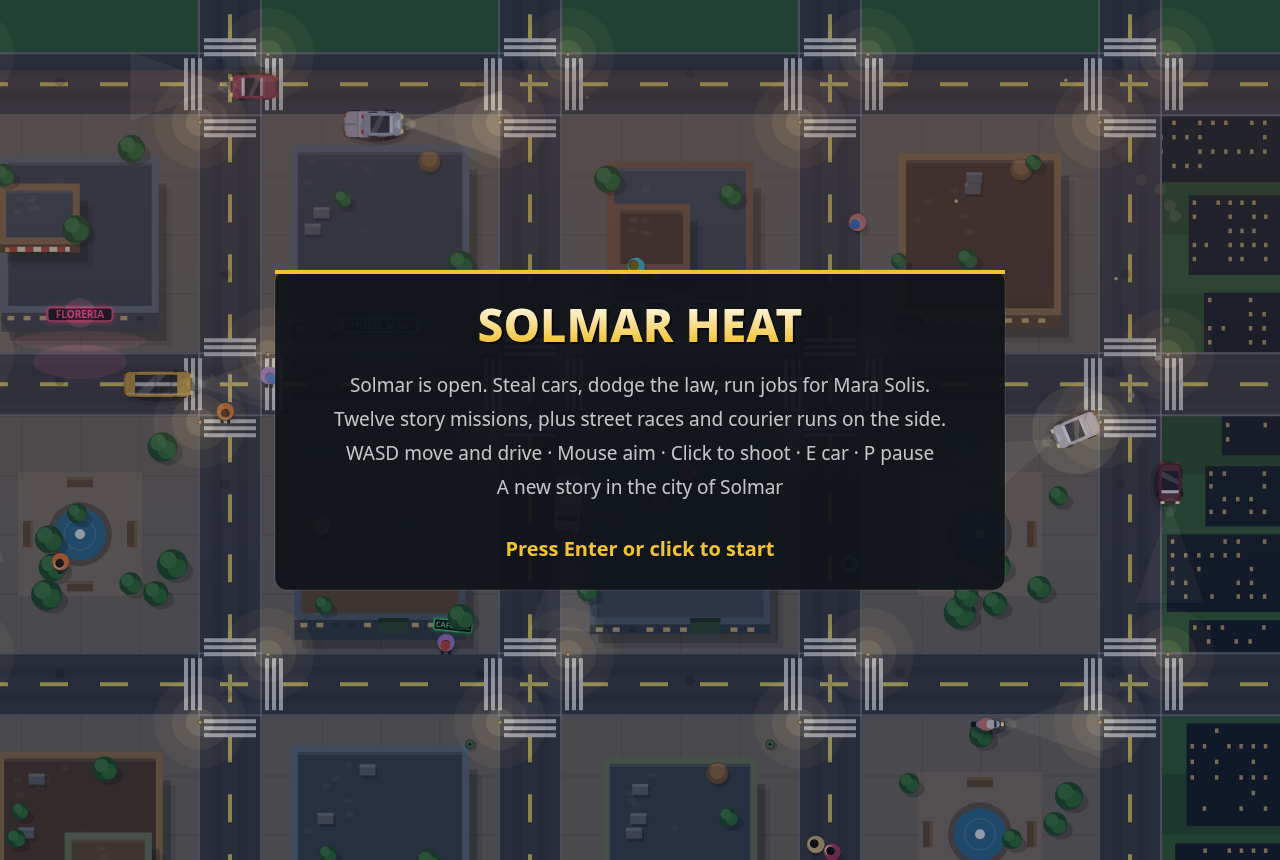 FLORERIA
SOLMAR HEAT
Solmar is open. Steal cars, dodge the law, run jobs for Mara Solis.
Twelve story missions, plus street races and courier runs on the side.
WASD move and drive · Mouse aim · Click to shoot · E car · P pause
A new story in the city of Solmar
Press Enter or click to start